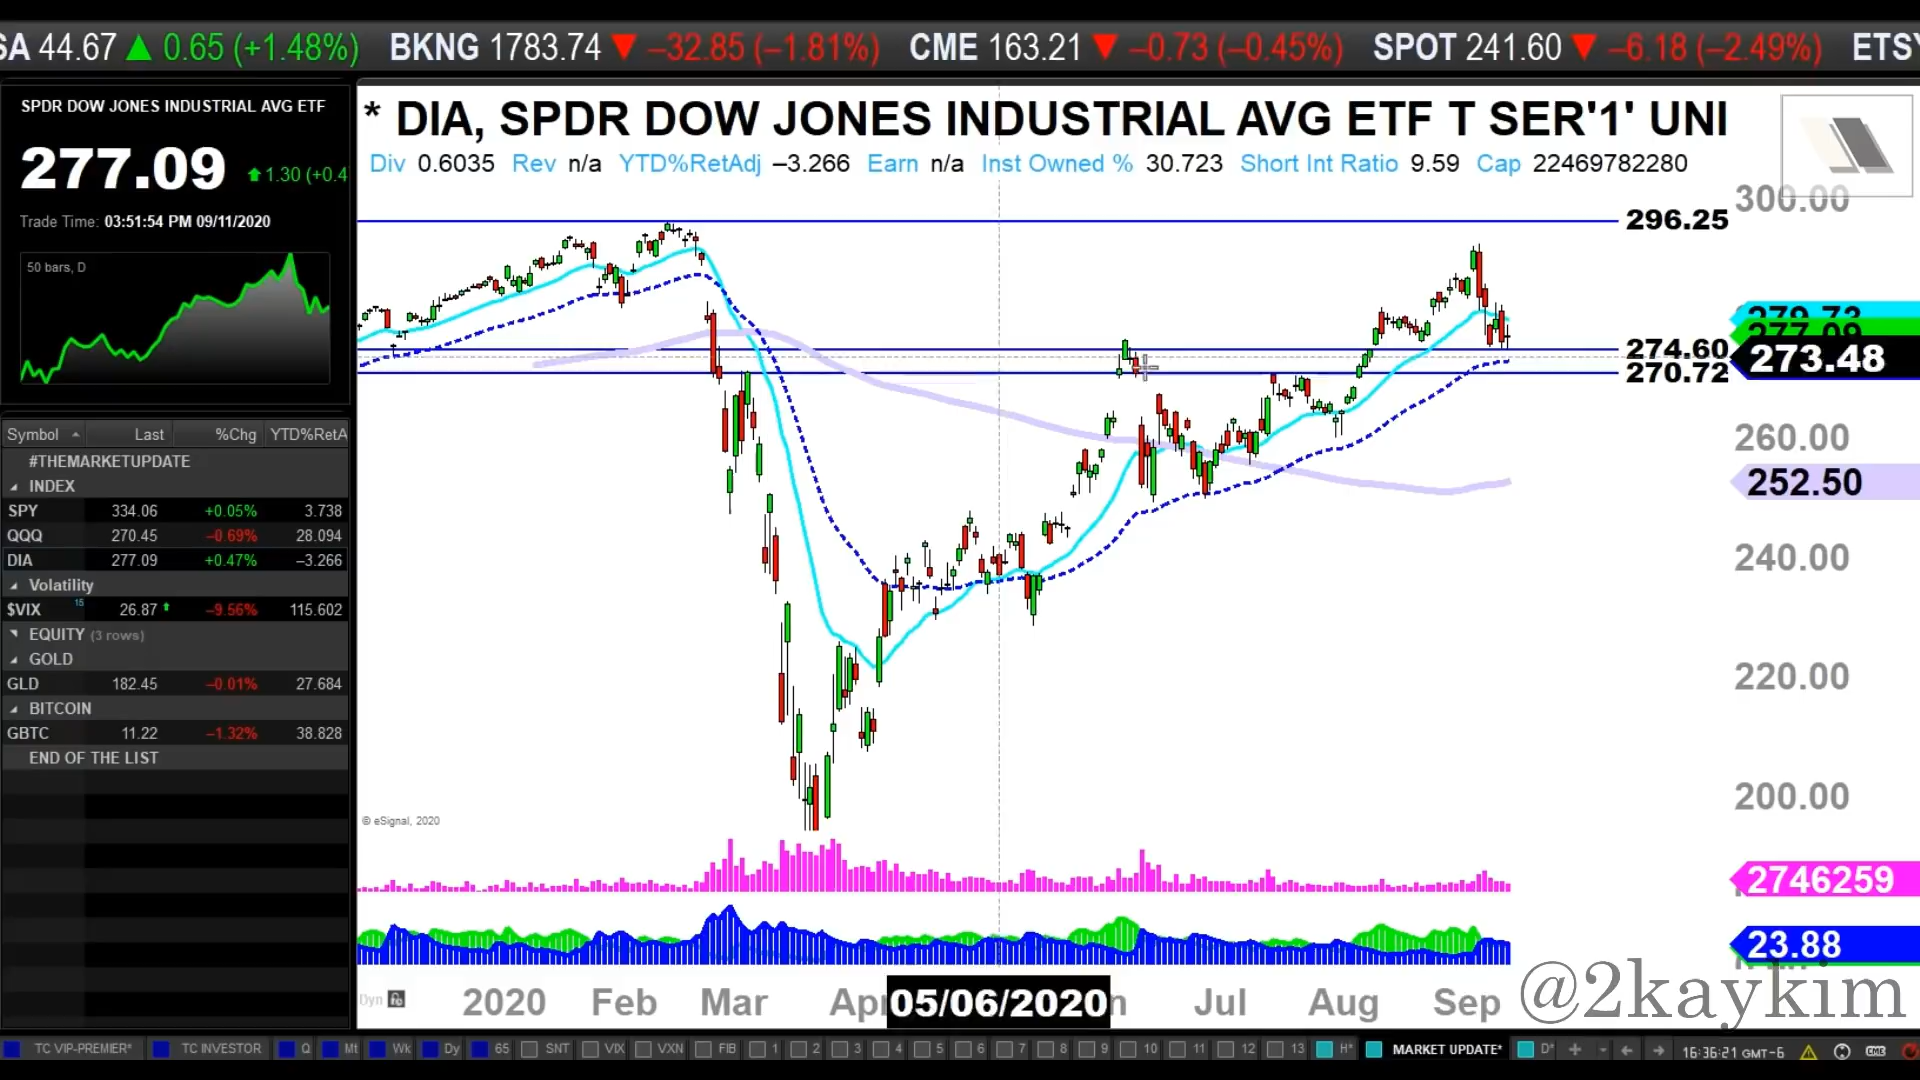 SA 44.67 ▲ 0.65 (+1.48%) BKNG 1783.74 ▼ –32.85 (–1.81%) CME 163.21 ▼ –0.73 (–0.45%) SPOT 241.60 ▼ –6.18 (–2.49%) ETSY
SPDR DOW JONES INDUSTRIAL AVG ETF
277.09 1.30 (+0.4
Trade Time: 03:51:54 PM 09/11/2020
50 bars, D
Symbol Last %Chg YTD%RetA
#THEMARKETUPDATE
INDEX
SPY 334.06 +0.05% 3.738
QQQ 270.45 –0.69% 28.094
DIA 277.09 +0.47% –3.266
Volatility
$VIX 15 26.87 –9.56% 115.602
EQUITY (3 rows)
GOLD
GLD 182.45 –0.01% 27.684
BITCOIN
GBTC 11.22 –1.32% 38.828
END OF THE LIST
* DIA, SPDR DOW JONES INDUSTRIAL AVG ETF T SER'1' UNI
Div 0.6035 Rev n/a YTD%RetAdj –3.266 Earn n/a Inst Owned % 30.723 Short Int Ratio 9.59 Cap 22469782280
300.00
296.25
279.73
277.09
274.60
273.48
270.72
260.00
252.50
240.00
220.00
200.00
© eSignal, 2020
2746259
23.88
Dyn 2020 Feb Mar Apr 05/06/2020 n Jul Aug Sep
@2kaykim
TC VIP-PREMIER* TC INVESTOR Q Mt Wk Dy 65 SNT VIX VXN FIB 1 2 3 4 5 6 7 8 9 10 11 12 13 H* MARKET UPDATE* D* 16:36:21 GMT-6 CME